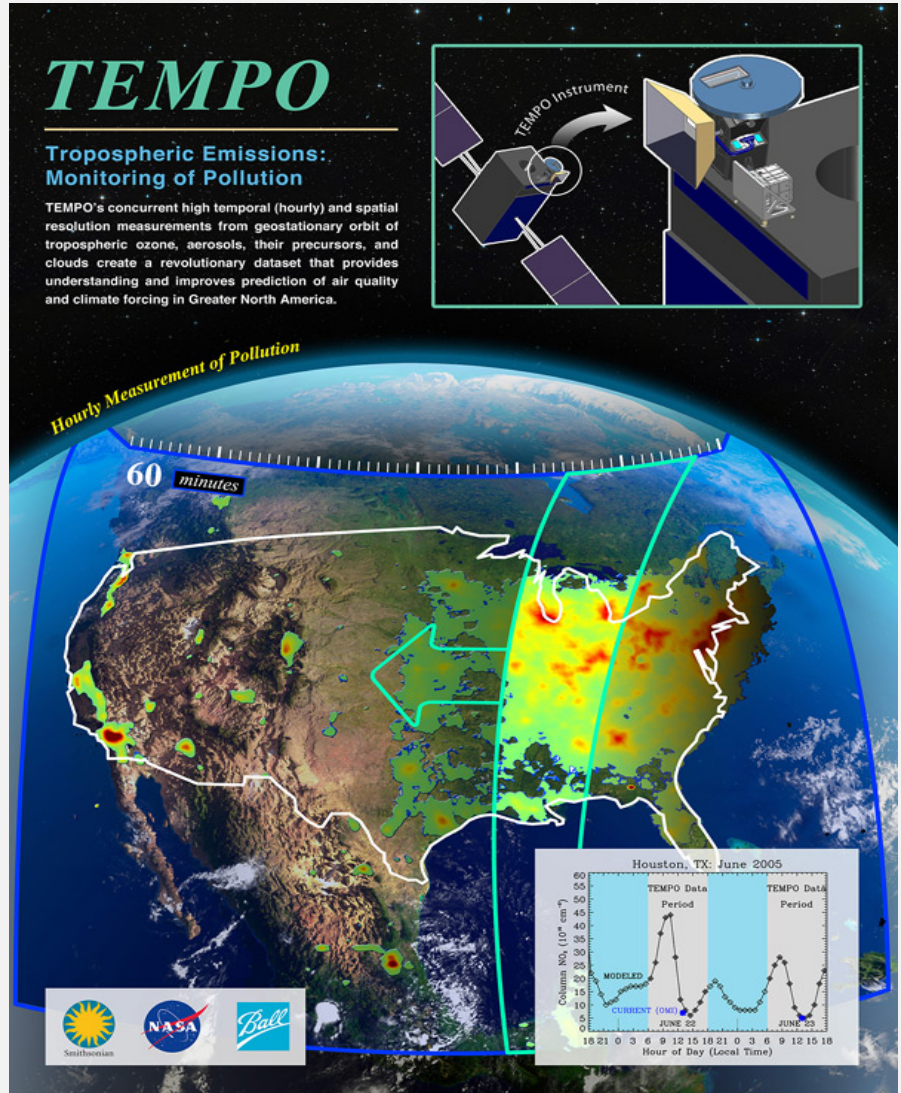 TEMPO
Tropospheric Emissions:
Monitoring of Pollution
TEMPO's concurrent high temporal (hourly) and spatial
resolution measurements from geostationary orbit of
tropospheric ozone, aerosols, their precursors, and
clouds create a revolutionary dataset that provides
understanding and improves prediction of air quality
and climate forcing in Greater North America.
TEMPO Instrument
Hourly Measurement of Pollution
60 minutes
Houston, TX: June 2005
60
55
50
45
40
35
30
25
20
15
10
5
0
Column NO₂
TEMPO Data
Period
TEMPO Data
Period
MODELED
CURRENT (OMI)
JUNE 22
JUNE 23
18 21 0 3 6 9 12 15 18 21 0 3 6 9 12 15 18
Hour of Day (Local Time)
Smithsonian
NASA
Ball